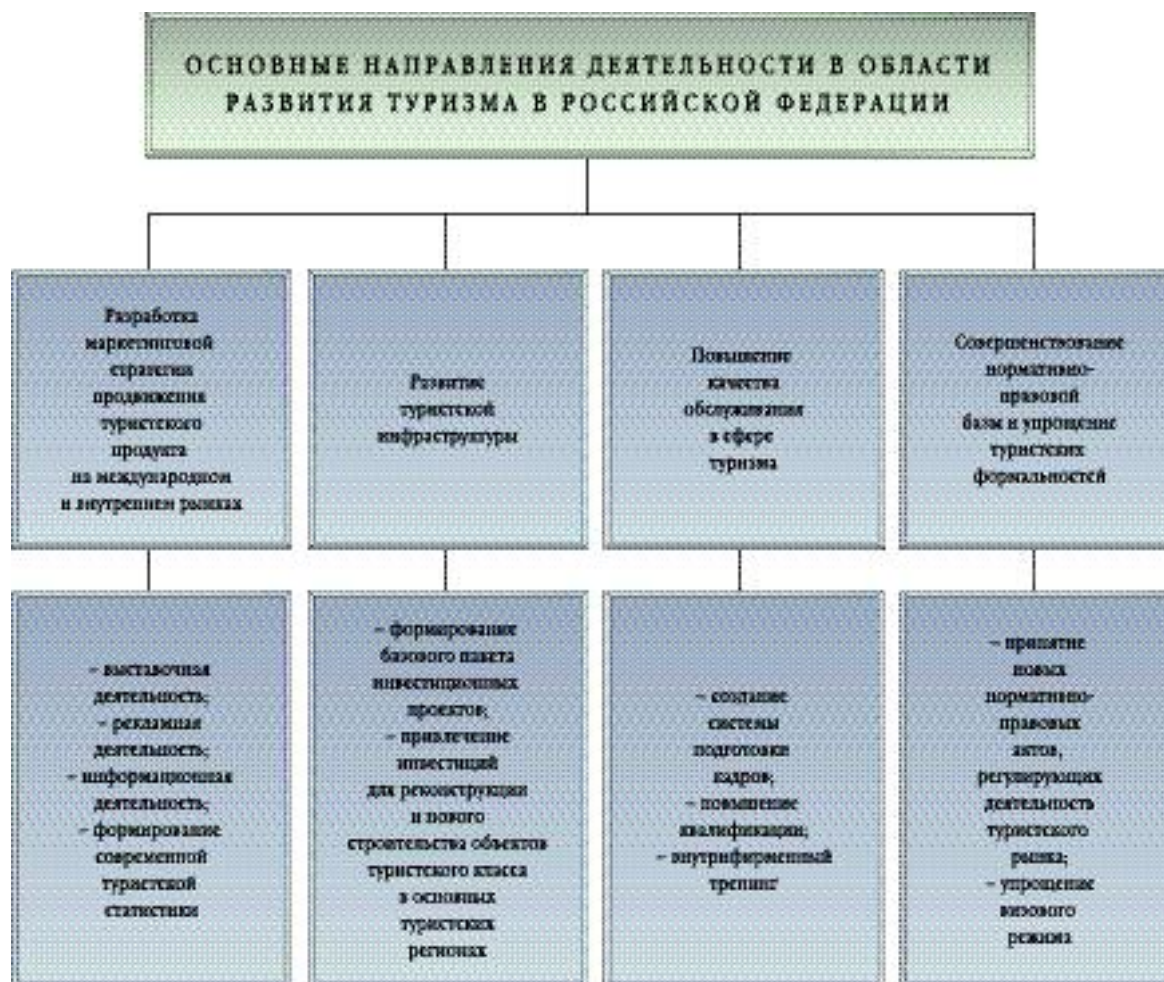 ОСНОВНЫЕ НАПРАВЛЕНИЯ ДЕЯТЕЛЬНОСТИ В ОБЛАСТИ
РАЗВИТИЯ ТУРИЗМА В РОССИЙСКОЙ ФЕДЕРАЦИИ
Разработка
маркетинговой
стратегии
продвижения
туристского
продукта
на международном
и внутреннем рынках
Развитие
туристской
инфраструктуры
Повышение
качества
обслуживания
в сфере
туризма
Совершенствование
нормативно-
правовой
базы и упрощение
туристских
формальностей
– выставочная
деятельность;
– рекламная
деятельность;
– информационная
деятельность;
– формирование
современной
туристской
статистики
– формирование
базового пакета
инвестиционных
проектов;
– привлечение
инвестиций
для реконструкции
и нового
строительства объектов
туристского класса
в основных
туристских
регионах
– создание
системы
подготовки
кадров;
– повышение
квалификации;
– внутрифирменный
тренинг
– принятие
новых
нормативно-
правовых
актов,
регулирующих
деятельность
туристского
рынка;
– упрощение
визового
режима